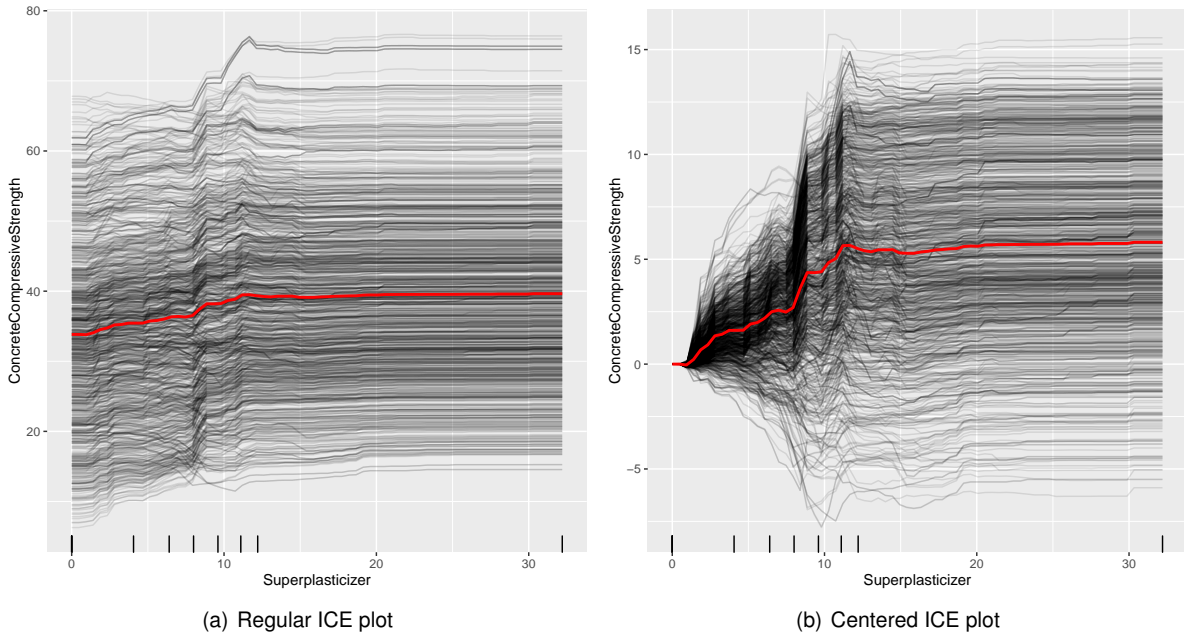 80
60
40
20
ConcreteCompressiveStrength
0
10
20
30
Superplasticizer
(a) Regular ICE plot
15
10
5
0
−5
ConcreteCompressiveStrength
0
10
20
30
Superplasticizer
(b) Centered ICE plot